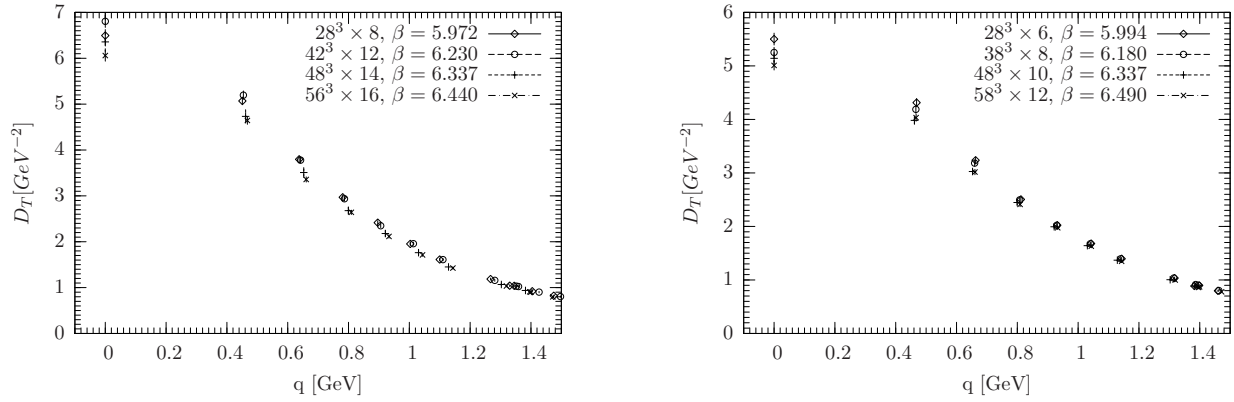 7
6
5
4
3
2
1
0
D_T[GeV^{-2}]
28^3 × 8, β = 5.972
42^3 × 12, β = 6.230
48^3 × 14, β = 6.337
56^3 × 16, β = 6.440
0 0.2 0.4 0.6 0.8 1 1.2 1.4
q [GeV]
6
5
4
3
2
1
0
D_T[GeV^{-2}]
28^3 × 6, β = 5.994
38^3 × 8, β = 6.180
48^3 × 10, β = 6.337
58^3 × 12, β = 6.490
0 0.2 0.4 0.6 0.8 1 1.2 1.4
q [GeV]